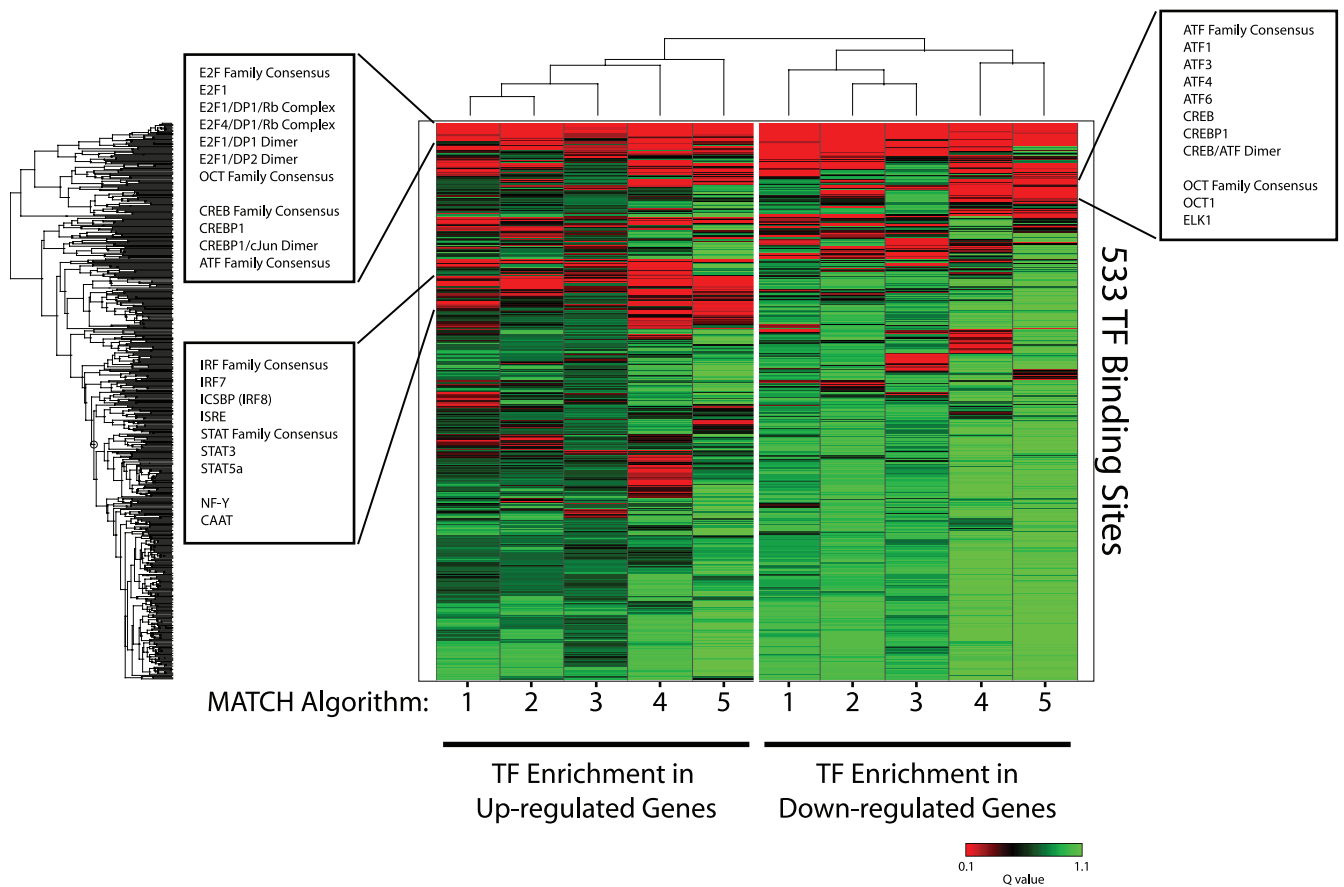 E2F Family Consensus
E2F1
E2F1/DP1/Rb Complex
E2F4/DP1/Rb Complex
E2F1/DP1 Dimer
E2F1/DP2 Dimer
OCT Family Consensus
CREB Family Consensus
CREBP1
CREBP1/cJun Dimer
ATF Family Consensus
IRF Family Consensus
IRF7
ICSBP (IRF8)
ISRE
STAT Family Consensus
STAT3
STAT5a
NF-Y
CAAT
ATF Family Consensus
ATF1
ATF3
ATF4
ATF6
CREB
CREBP1
CREB/ATF Dimer
OCT Family Consensus
OCT1
ELK1
533 TF Binding Sites
MATCH Algorithm: 1 2 3 4 5 1 2 3 4 5
TF Enrichment in
Up-regulated Genes
TF Enrichment in
Down-regulated Genes
0.1 1.1
Q value